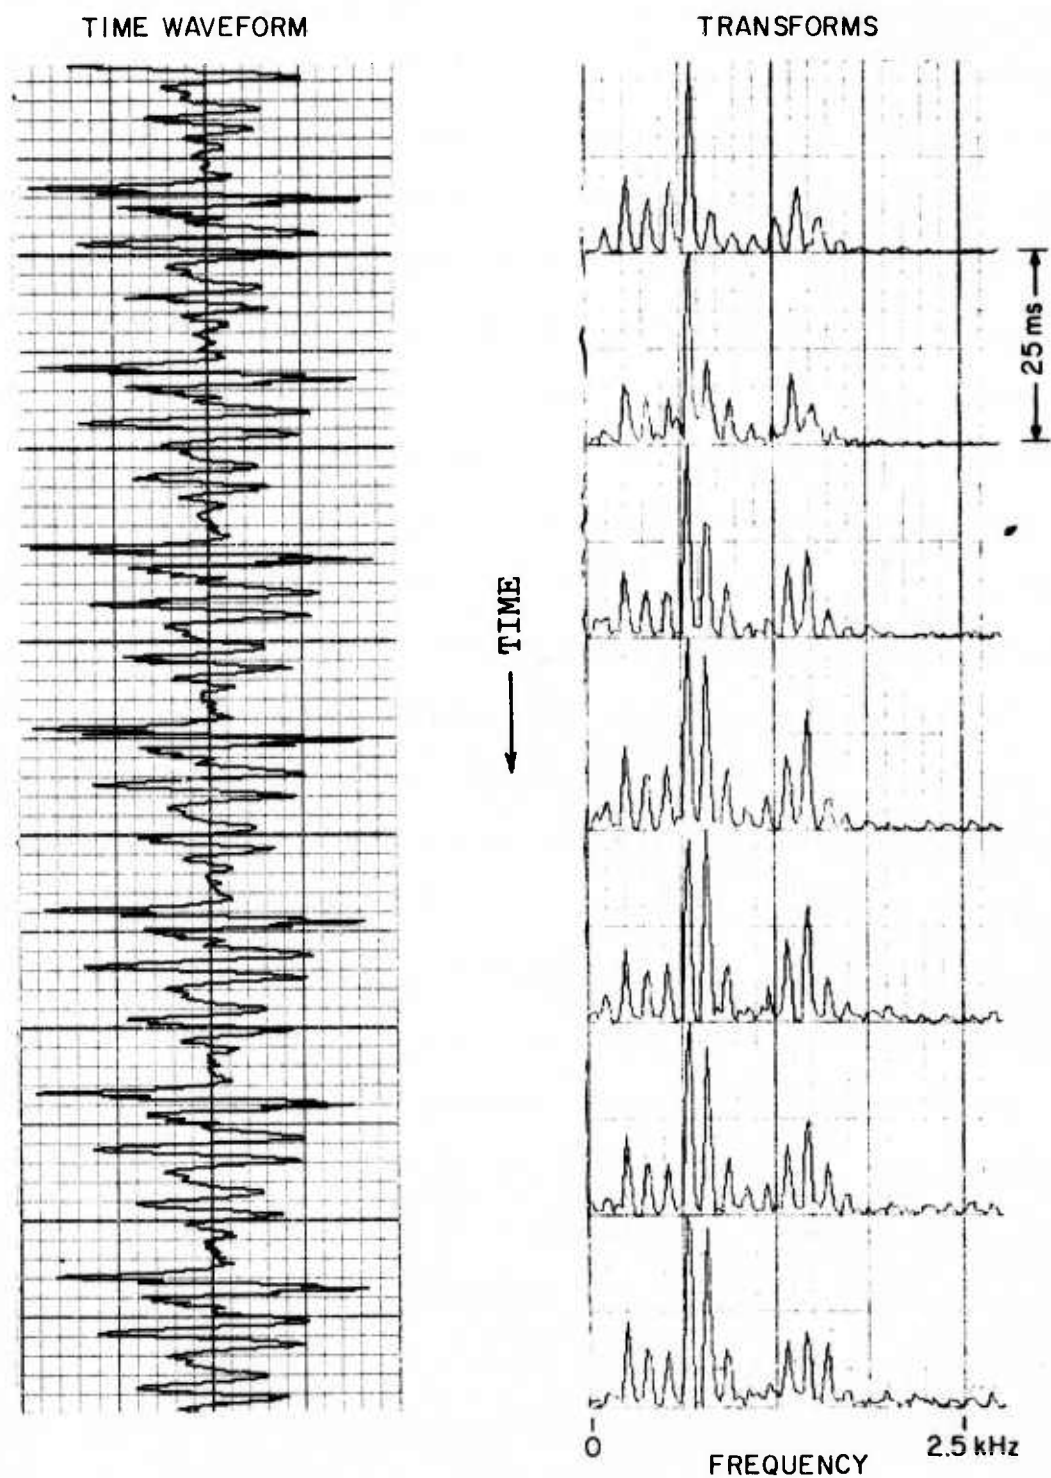 TIME WAVEFORM
TRANSFORMS
25 ms
TIME
0
2.5 kHz
FREQUENCY